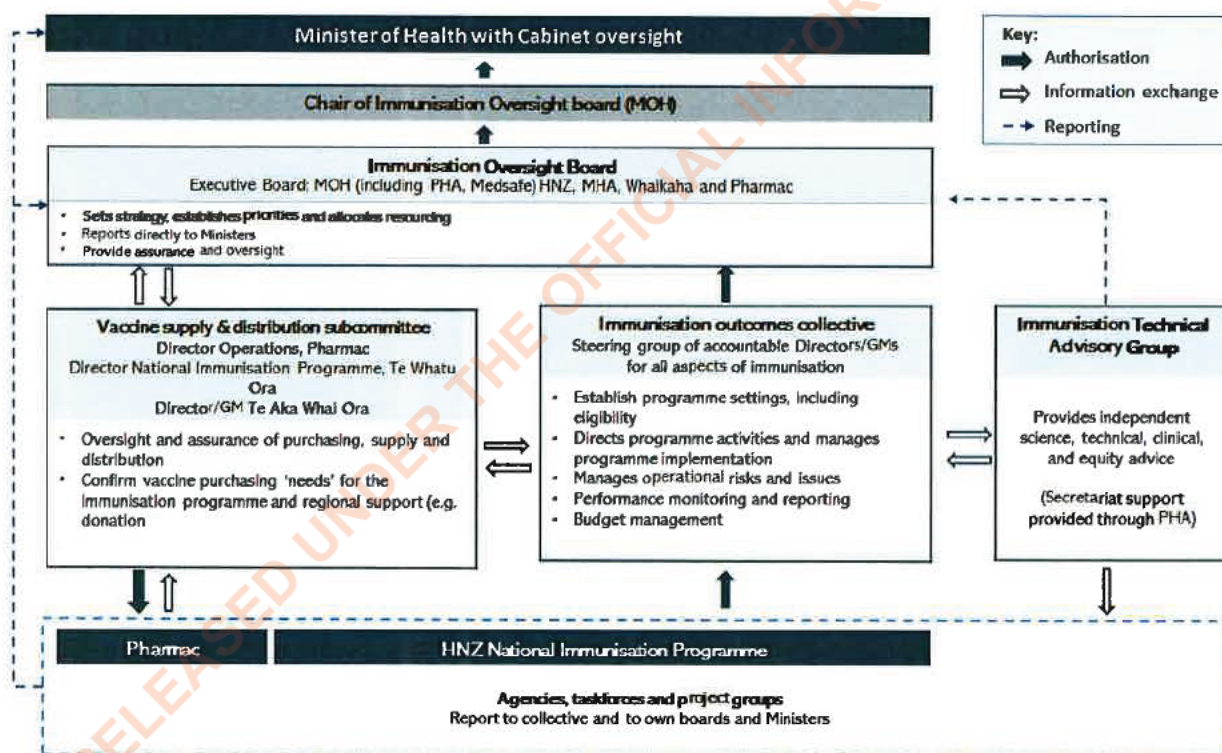 Minister of Health with Cabinet oversight
Key:
Authorisation
Information exchange
Reporting
Chair of Immunisation Oversight board (MOH)
Immunisation Oversight Board
Executive Board: MOH (including PHA, Medsafe) HNZ, MHA, Whaikaha and Pharmac
• Sets strategy, establishes priorities and allocates resourcing
• Reports directly to Ministers
• Provide assurance and oversight
Vaccine supply & distribution subcommittee
Director Operations, Pharmac
Director National Immunisation Programme, Te Whatu
Ora
Director/GM Te Aka Whai Ora
• Oversight and assurance of purchasing, supply and
distribution
• Confirm vaccine purchasing 'needs' for the
immunisation programme and regional support (e.g.
donation
Immunisation outcomes collective
Steering group of accountable Directors/GMs
for all aspects of immunisation
• Establish programme settings, including
eligibility
• Directs programme activities and manages
programme implementation
• Manages operational risks and issues
• Performance monitoring and reporting
• Budget management
Immunisation Technical
Advisory Group
Provides independent
science, technical, clinical,
and equity advice
(Secretariat support
provided through PHA)
Pharmac
HNZ National Immunisation Programme
Agencies, taskforces and project groups
Report to collective and to own boards and Ministers
RELEASED UNDER THE OFFICIAL INFOR